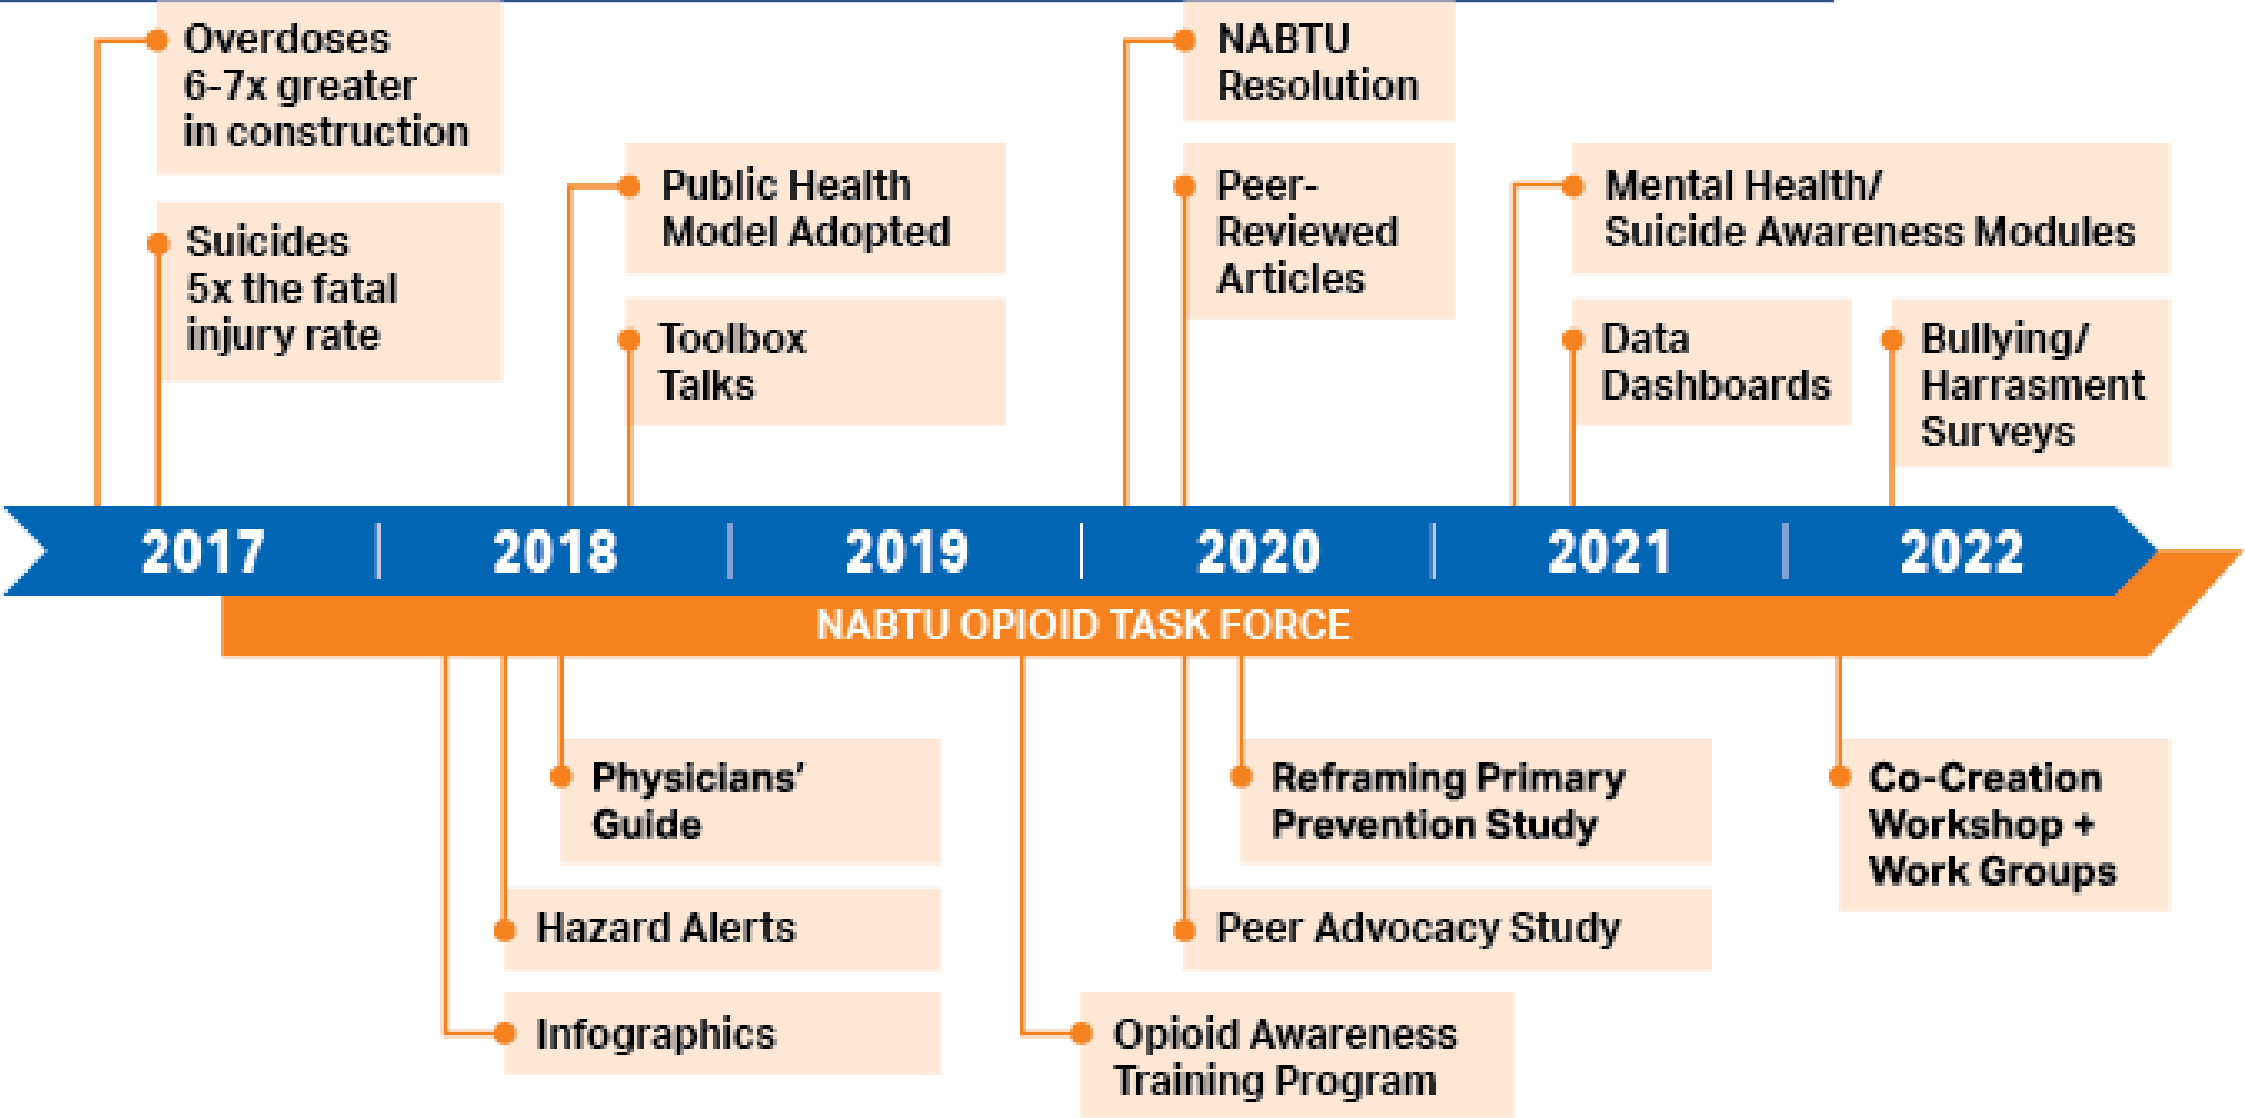 Overdoses
6-7x greater
in construction
Suicides
5x the fatal
injury rate
Public Health
Model Adopted
Toolbox
Talks
NABTU
Resolution
Peer-
Reviewed
Articles
Mental Health/
Suicide Awareness Modules
Data
Dashboards
Bullying/
Harrasment
Surveys
2017 | 2018 | 2019 | 2020 | 2021 | 2022
NABTU OPIOID TASK FORCE
Physicians’
Guide
Hazard Alerts
Infographics
Reframing Primary
Prevention Study
Peer Advocacy Study
Opioid Awareness
Training Program
Co-Creation
Workshop +
Work Groups